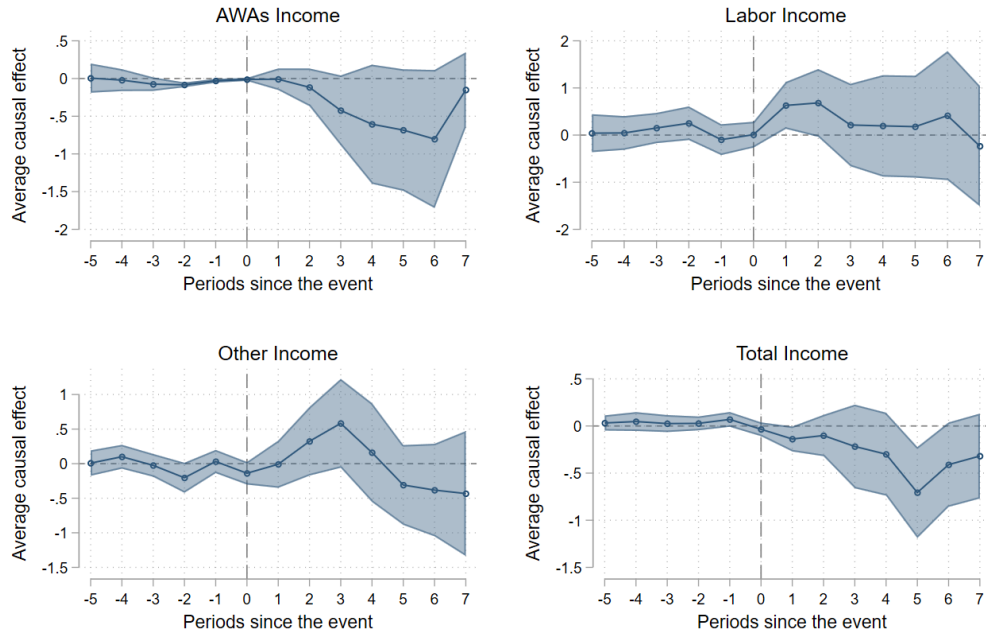 AWAs Income
Average causal effect
.5
0
-.5
-1
-1.5
-2
-5 -4 -3 -2 -1 0 1 2 3 4 5 6 7
Periods since the event
Labor Income
Average causal effect
2
1
0
-1
-2
-5 -4 -3 -2 -1 0 1 2 3 4 5 6 7
Periods since the event
Other Income
Average causal effect
1
.5
0
-.5
-1
-1.5
-5 -4 -3 -2 -1 0 1 2 3 4 5 6 7
Periods since the event
Total Income
Average causal effect
.5
0
-.5
-1
-1.5
-5 -4 -3 -2 -1 0 1 2 3 4 5 6 7
Periods since the event